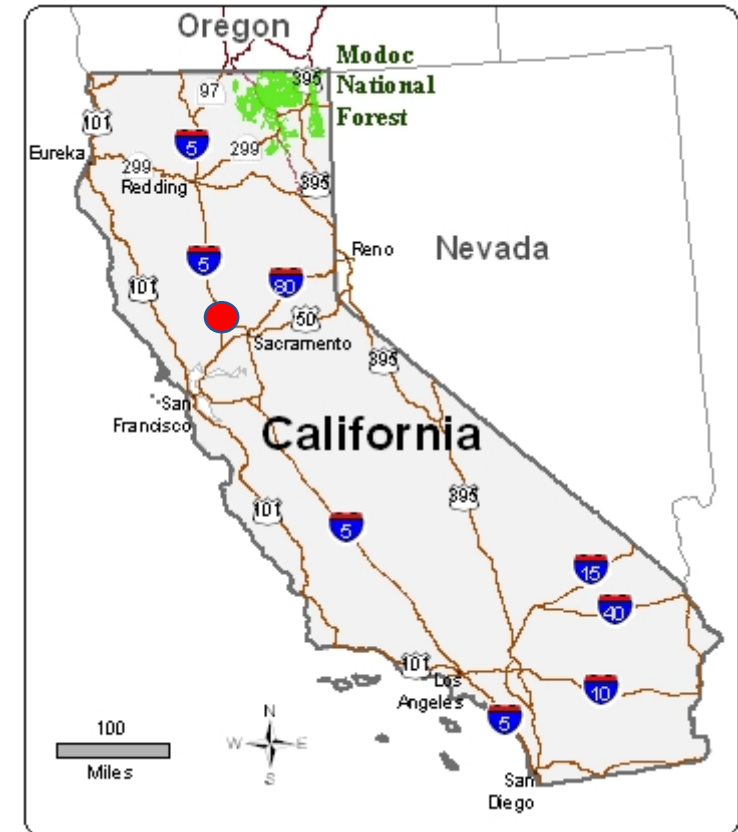 Oregon
Modoc
National
Forest
97
395
101
5
Eureka
299
299
Redding
395
5
Reno
Nevada
101
80
50
Sacramento
395
San
Francisco
California
395
101
5
15
40
101
Los
Angeles
10
5
100
Miles
N
W
E
S
San
Diego